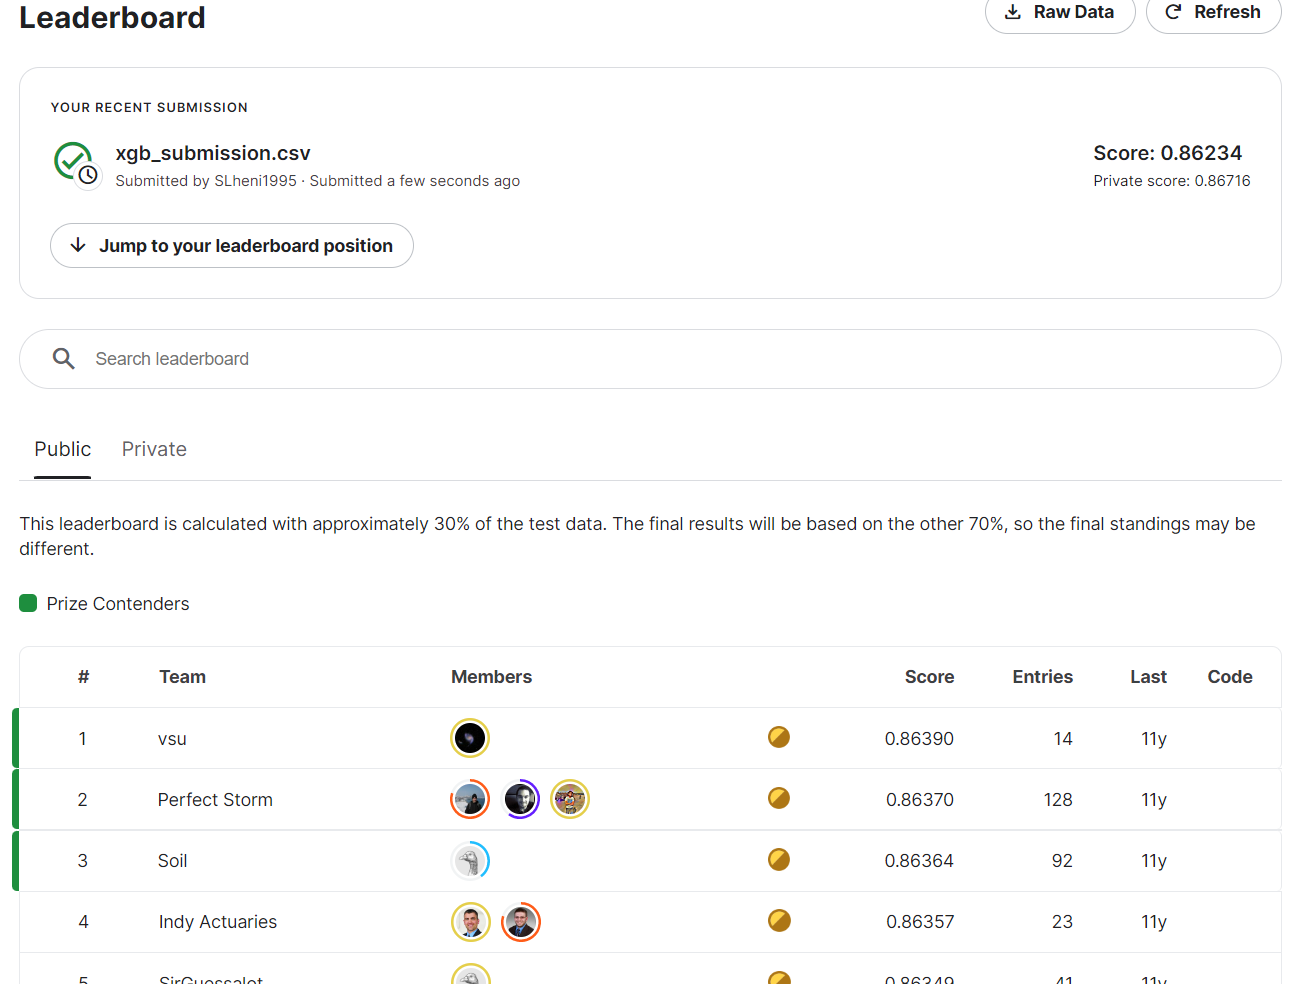 Leaderboard
Raw Data
Refresh
YOUR RECENT SUBMISSION
xgb_submission.csv
Score: 0.86234
Submitted by SLheni1995 · Submitted a few seconds ago
Private score: 0.86716
Jump to your leaderboard position
Search leaderboard
Public Private
This leaderboard is calculated with approximately 30% of the test data. The final results will be based on the other 70%, so the final standings may be
different.
Prize Contenders
# Team Members Score Entries Last Code
1 vsu 0.86390 14 11y
2 Perfect Storm 0.86370 128 11y
3 Soil 0.86364 92 11y
4 Indy Actuaries 0.86357 23 11y
5 SirGuessalot 0.86349 41 11y